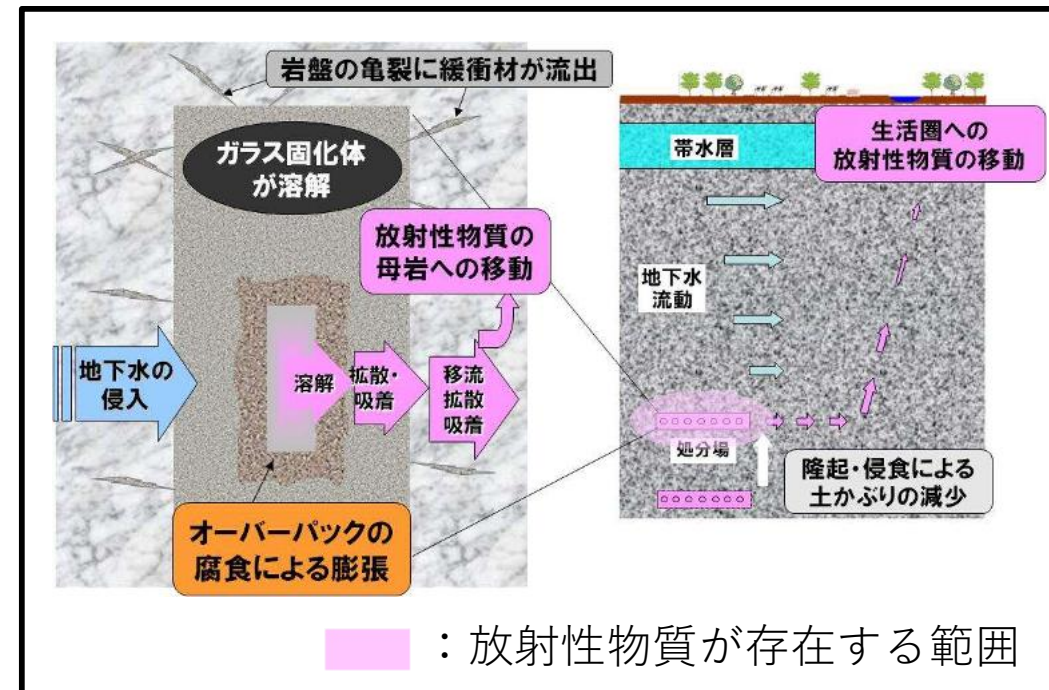 岩盤の亀裂に緩衝材が流出
ガラス固化体
が溶解
放射性物質の
母岩への移動
地下水の
侵入
溶解
拡散・
吸着
移流
拡散
吸着
オーバーパックの
腐食による膨張
帯水層
生活圏への
放射性物質の移動
地下水
流動
処分場
隆起・侵食による
土かぶりの減少
：放射性物質が存在する範囲